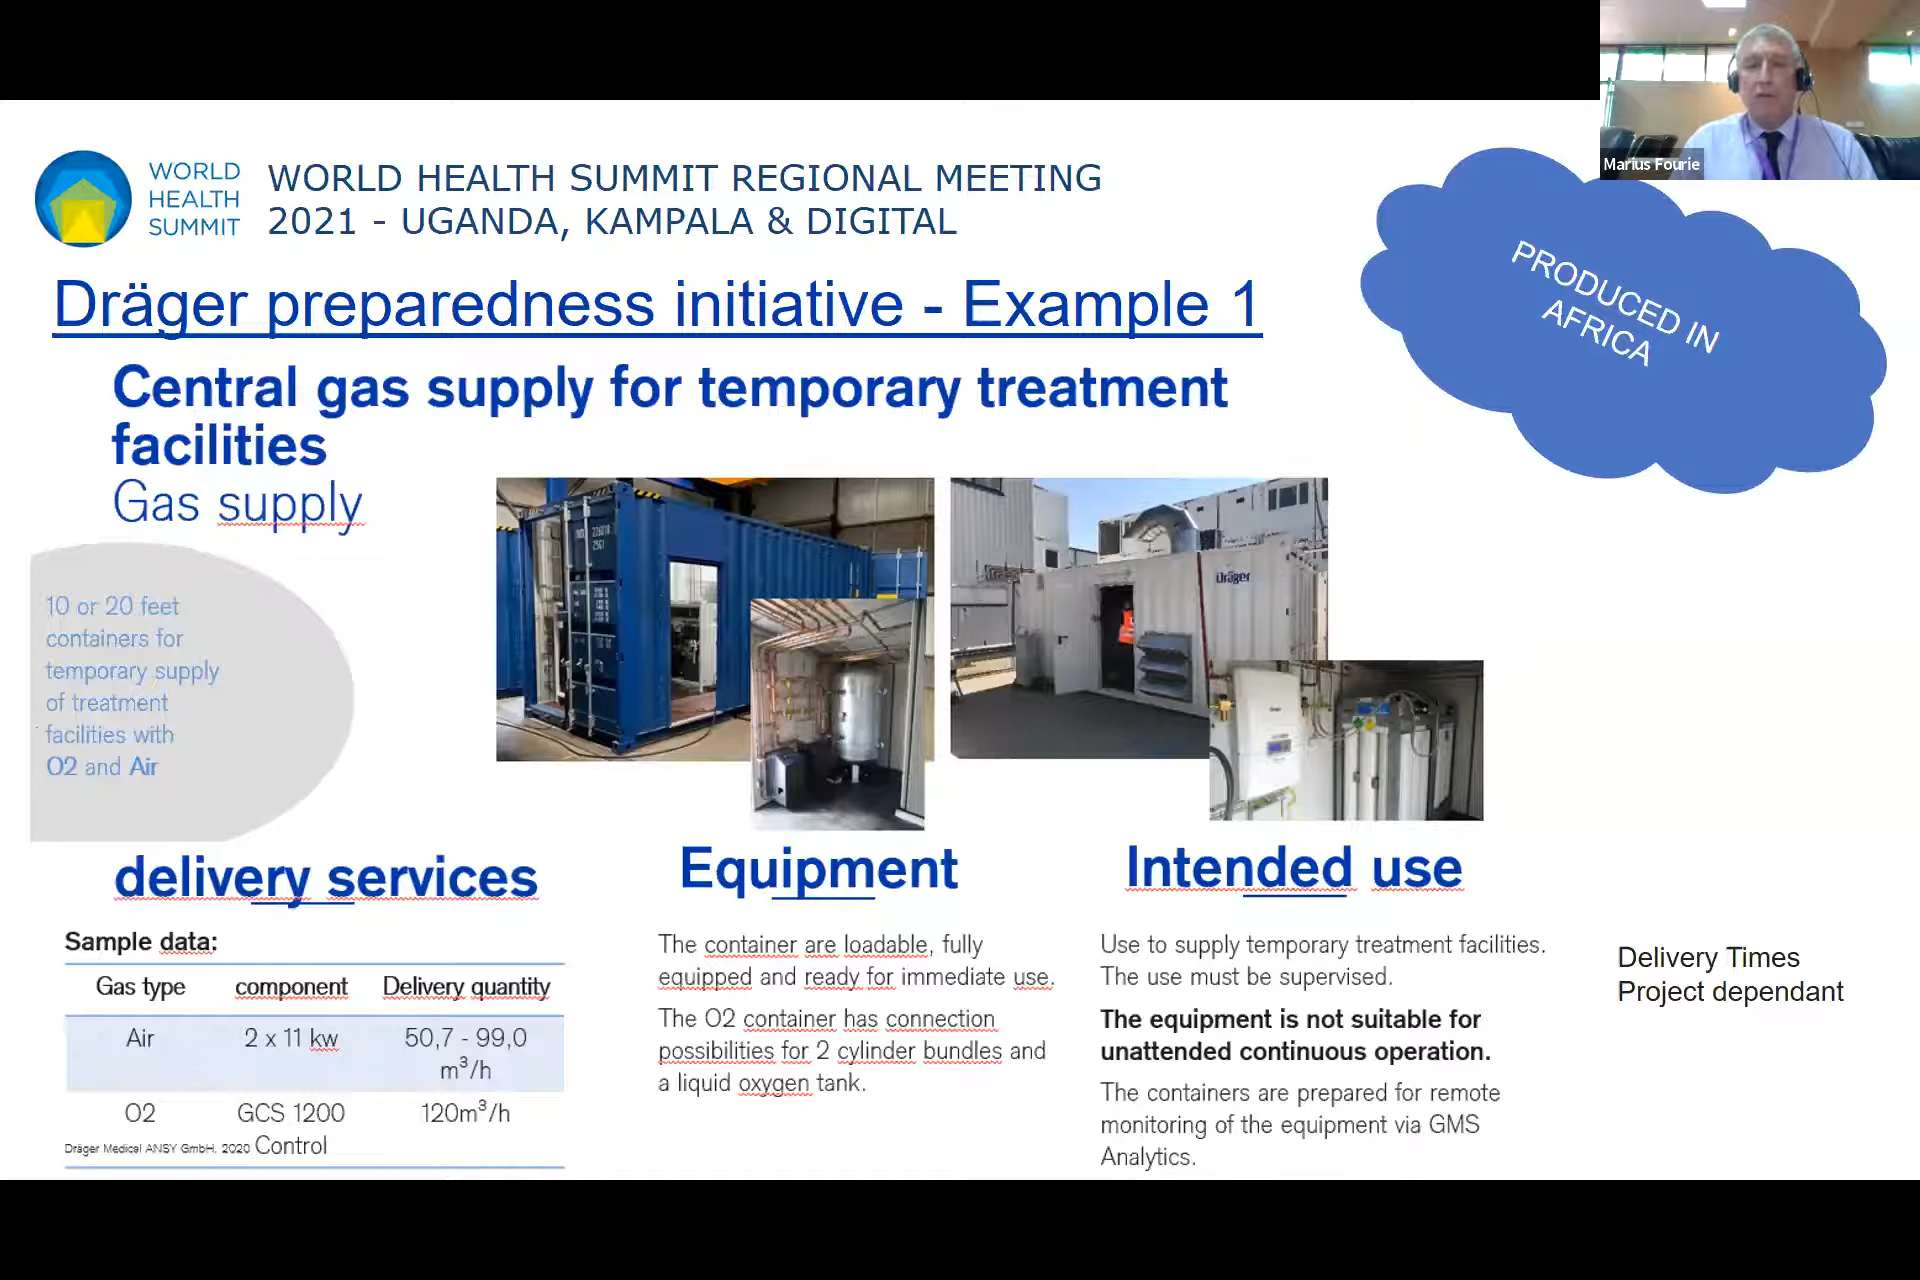 Marius Fourie
WORLD
HEALTH
SUMMIT
WORLD HEALTH SUMMIT REGIONAL MEETING
2021 - UGANDA, KAMPALA & DIGITAL
PRODUCED IN
AFRICA
Dräger preparedness initiative - Example 1
Central gas supply for temporary treatment
facilities
Gas supply
10 or 20 feet
containers for
temporary supply
of treatment
facilities with
O2 and Air
Dräger
delivery services
Sample data:
Gas type component Delivery quantity
Air 2 x 11 kw 50,7 - 99,0
m³/h
O2 GCS 1200 120m³/h
Control
Dräger Medical ANSY GmbH, 2020
Equipment
The container are loadable, fully
equipped and ready for immediate use.
The O2 container has connection
possibilities for 2 cylinder bundles and
a liquid oxygen tank.
Intended use
Use to supply temporary treatment facilities.
The use must be supervised.
The equipment is not suitable for
unattended continuous operation.
The containers are prepared for remote
monitoring of the equipment via GMS
Analytics.
Delivery Times
Project dependant